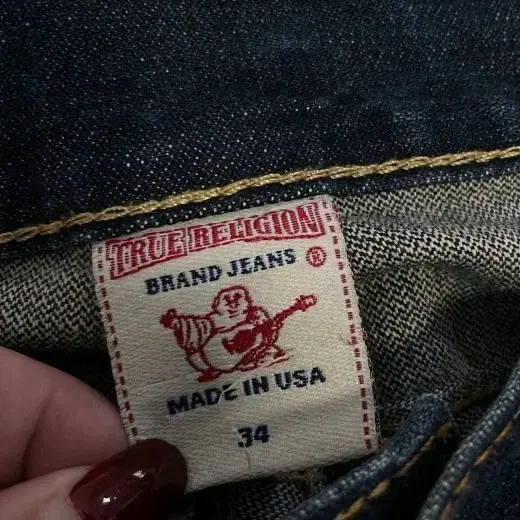 TRUE RELIGION
BRAND JEANS ®
MADE IN USA
34